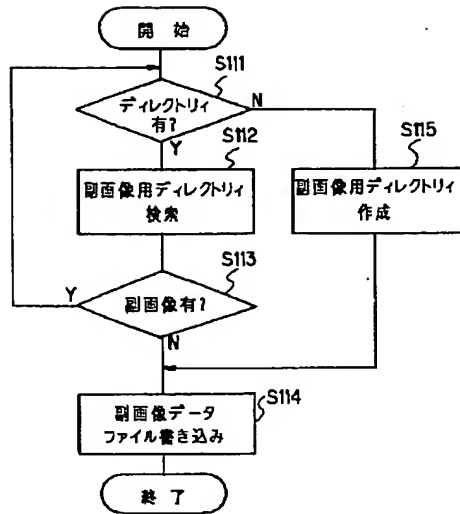 開 始
S111
ディレクトリィ
有?
N
Y
S112
S115
副画像用ディレクトリィ
検索
副画像用ディレクトリィ
作成
S113
Y
副画像有?
N
S114
副画像データ
ファイル書き込み
終 了